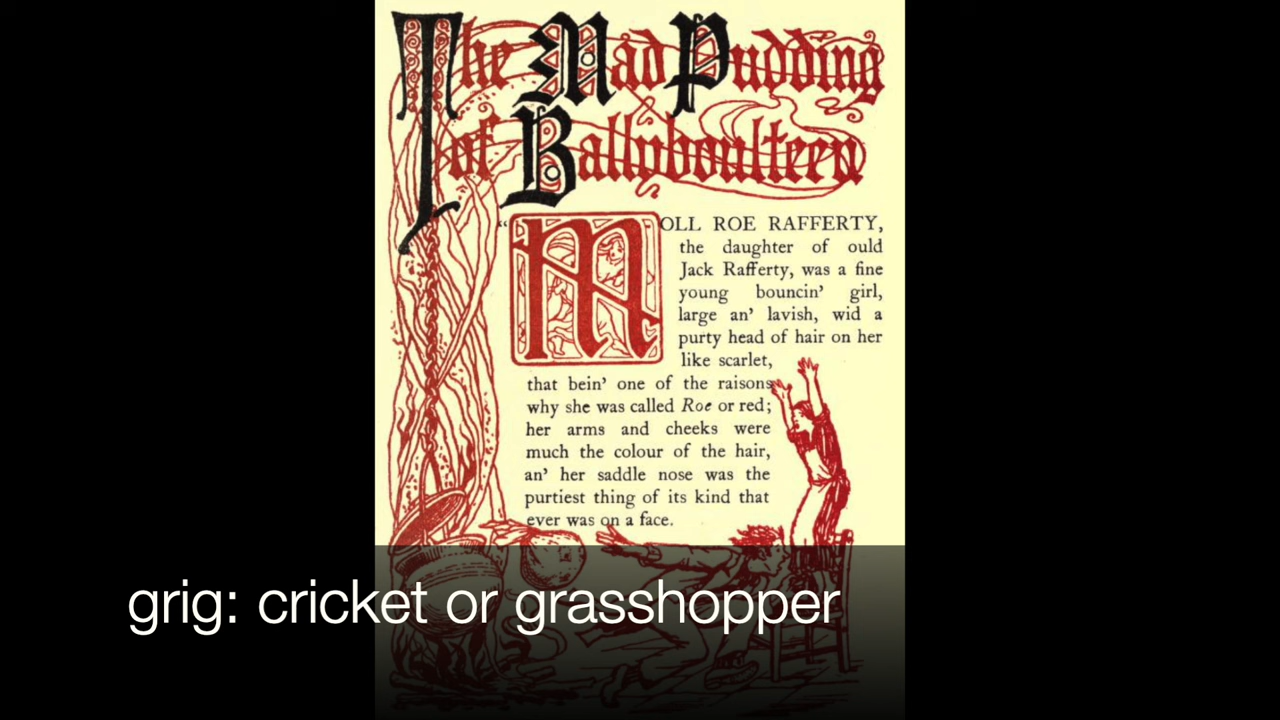 The Mad Pudding
of Ballyboulteen
“MOLL ROE RAFFERTY,
the daughter of ould
Jack Rafferty, was a fine
young bouncin’ girl,
large an’ lavish, wid a
purty head of hair on her
like scarlet,
that bein’ one of the raisons
why she was called Roe or red;
her arms and cheeks were
much the colour of the hair,
an’ her saddle nose was the
purtiest thing of its kind that
ever was on a face.
grig: cricket or grasshopper